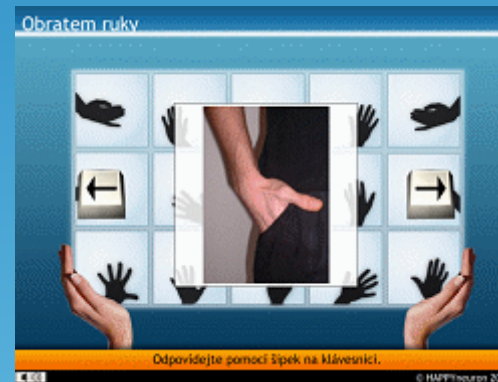 Obratem ruky
←
→
Odpovídejte pomocí šipek na klávesnici.
© HAPPYneuron